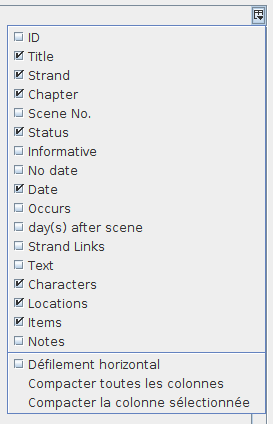 ID
Title
Strand
Chapter
Scene No.
Status
Informative
No date
Date
Occurs
day(s) after scene
Strand Links
Text
Characters
Locations
Items
Notes
Défilement horizontal
Compacter toutes les colonnes
Compacter la colonne sélectionnée